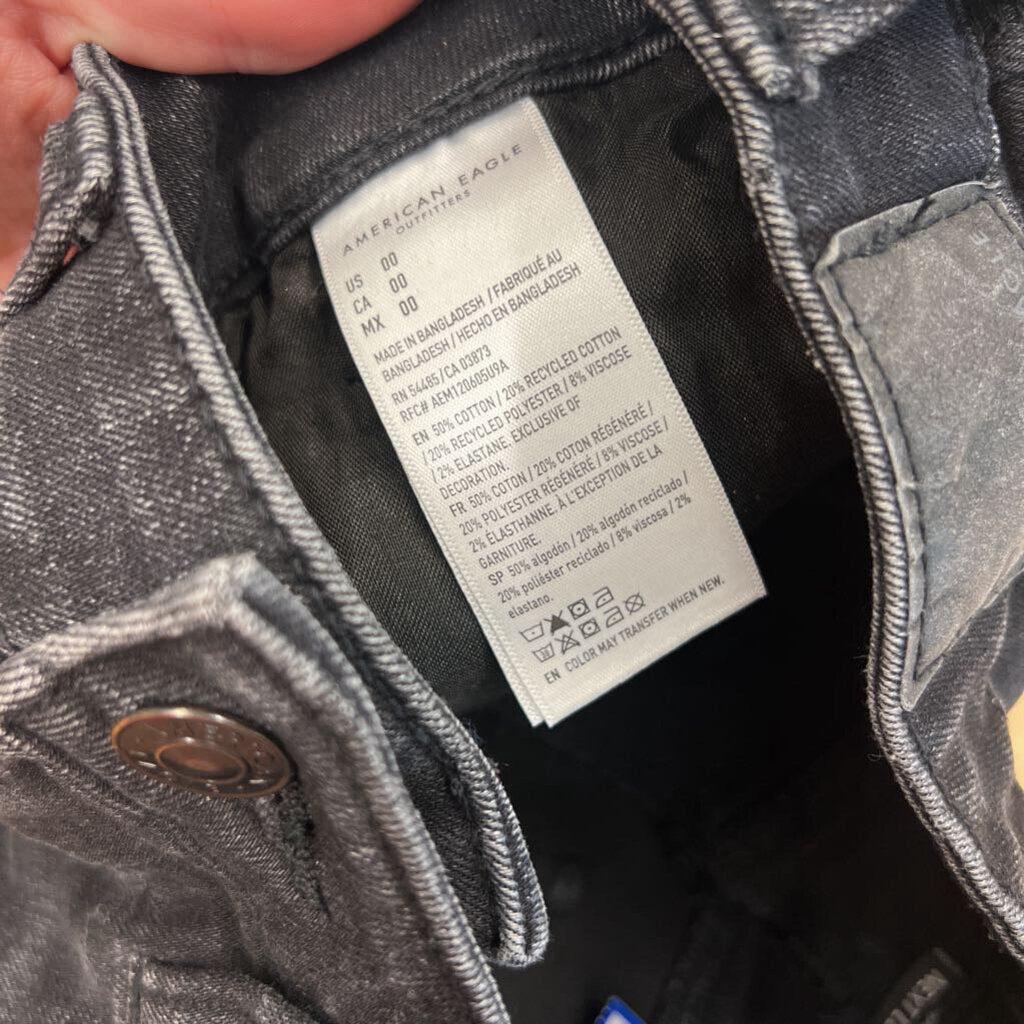 AMERICAN EAGLE
OUTFITTERS
US 00
CA 00
MX 00
MADE IN BANGLADESH / FABRIQUÉ AU
BANGLADESH / HECHO EN BANGLADESH
RN 54485/CA 03873
RFC# AEM120605U9A
EN 50% COTTON / 20% RECYCLED COTTON
/ 20% RECYCLED POLYESTER / 8% VISCOSE
/ 2% ELASTANE. EXCLUSIVE OF
DECORATION.
FR 50% COTON / 20% COTON RÉGÉNÉRÉ /
20% POLYESTER RÉGÉNÉRÉ / 8% VISCOSE /
2% ÉLASTHANNE. À L'EXCEPTION DE LA
GARNITURE.
SP 50% algodón / 20% algodón reciclado /
20% poliéster reciclado / 8% viscosa / 2%
elastano.
EN COLOR MAY TRANSFER WHEN NEW.